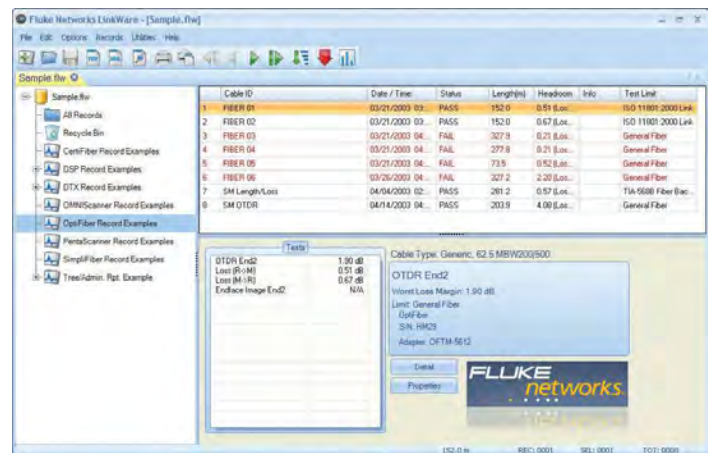 Fluke Networks LinkWare - [Sample.flw]
File Edit Options Records Utilities Help
Sample.flw
Sample.flw
All Records
Recycle Bin
CertiFiber Record Examples
DSP Record Examples
DTX Record Examples
OMNIScanner Record Examples
OptiFiber Record Examples
PentaScanner Record Examples
SimpliFiber Record Examples
Tree/Admin. Rpt. Example
Cable ID Date / Time Status Length(m) Headroom Info Test Limit
1 FIBER 01 03/21/2003 03:... PASS 152.0 0.51 (Los... ISO 11801:2000 Link
2 FIBER 02 03/21/2003 03:... PASS 152.0 0.67 (Los... ISO 11801:2000 Link
3 FIBER 03 03/21/2003 04:... FAIL 327.9 0.21 (Los... General Fiber
4 FIBER 04 03/21/2003 04:... FAIL 277.8 0.21 (Los... General Fiber
5 FIBER 05 03/21/2003 04:... FAIL 73.5 0.52 (Los... General Fiber
6 FIBER 06 03/26/2003 04:... FAIL 327.2 2.20 (Los... General Fiber
7 SM Length/Loss 04/04/2003 02:... PASS 281.2 0.57 (Los... TIA-568B Fiber Bac...
8 SM OTDR 04/14/2003 04:... PASS 203.9 4.08 (Los... General Fiber
Tests
OTDR End2 1.90 dB
Loss (R->M) 0.51 dB
Loss (M->R) 0.67 dB
Endface Image End2 N/A
Cable Type: Generic, 62.5 MBW200/500
OTDR End2
Worst Loss Margin: 1.90 dB
Limit: General Fiber
OptiFiber
S/N: HM29
Adapter: OFTM-5612
Detail
Properties
FLUKE
networks
152.0 m REC: 0001 SEL: 0001 TOT: 0008